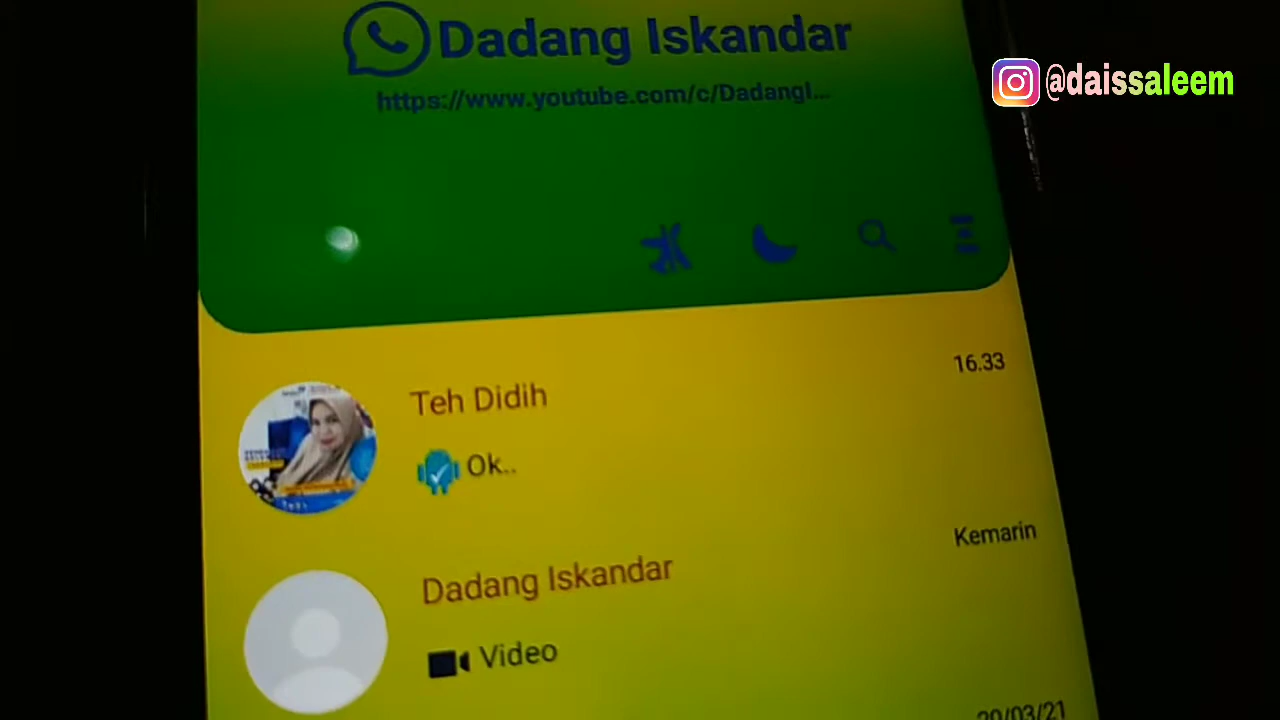 Dadang Iskandar
https://www.youtube.com/c/DadangI...
@daissaleem
Teh Didih
16.33
Ok..
Dadang Iskandar
Kemarin
Video
20/03/21